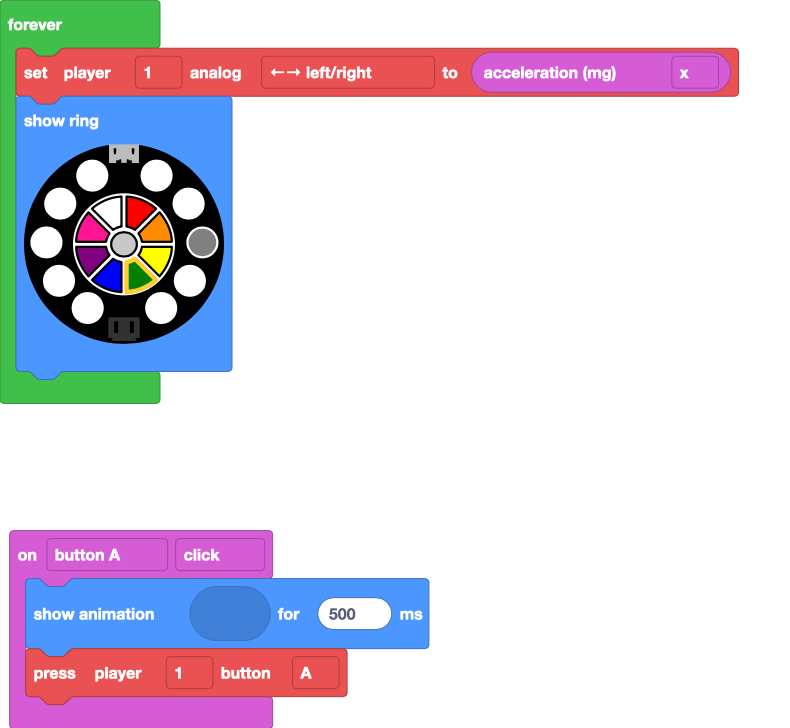 forever
set player 1 analog ←→ left/right to acceleration (mg) x
show ring
on button A click
show animation for 500 ms
press player 1 button A